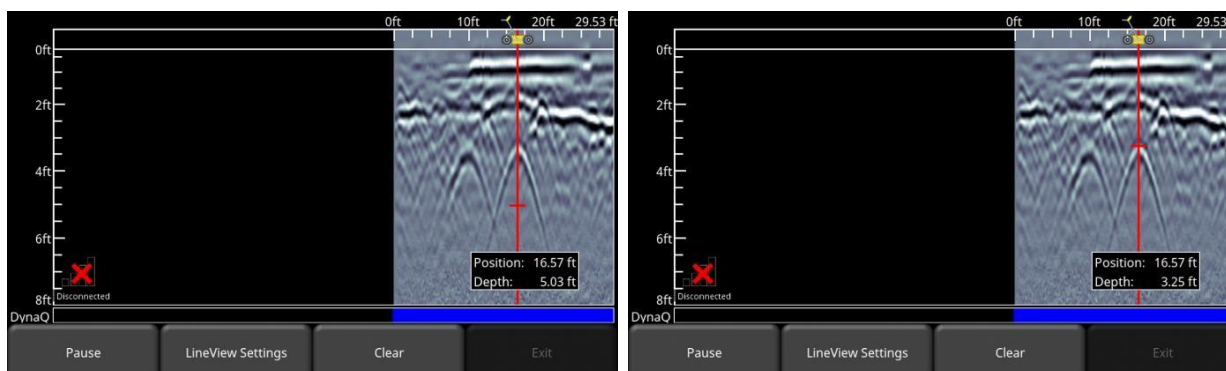 0ft 10ft 20ft 29.53 ft
0ft
2ft
4ft
6ft
8ft
Position: 16.57 ft
Depth: 5.03 ft
Disconnected
DynaQ
Pause LineView Settings Clear Exit
0ft 10ft 20ft 29.53
0ft
2ft
4ft
6ft
8ft
Position: 16.57 ft
Depth: 3.25 ft
Disconnected
DynaQ
Pause LineView Settings Clear Exit